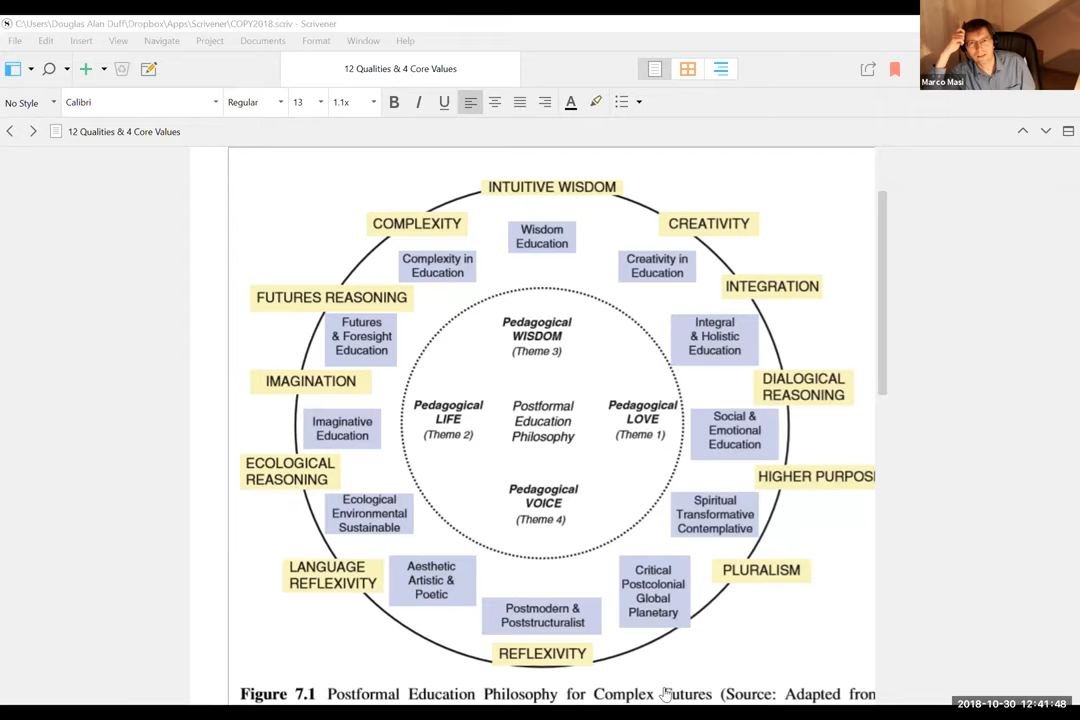 C:\Users\Douglas Alan Duff\Dropbox\Apps\Scrivener\COPY2018.scriv - Scrivener
File Edit Insert View Navigate Project Documents Format Window Help
12 Qualities & 4 Core Values
No Style Calibri Regular 13 1.1x B I U A
12 Qualities & 4 Core Values
Marco Masi
INTUITIVE WISDOM
COMPLEXITY
CREATIVITY
Wisdom
Education
Complexity in
Education
Creativity in
Education
INTEGRATION
FUTURES REASONING
Futures
& Foresight
Education
Pedagogical
WISDOM
(Theme 3)
Integral
& Holistic
Education
IMAGINATION
DIALOGICAL
REASONING
Imaginative
Education
Pedagogical
LIFE
(Theme 2)
Postformal
Education
Philosophy
Pedagogical
LOVE
(Theme 1)
Social &
Emotional
Education
ECOLOGICAL
REASONING
HIGHER PURPOSE
Ecological
Environmental
Sustainable
Pedagogical
VOICE
(Theme 4)
Spiritual
Transformative
Contemplative
LANGUAGE
REFLEXIVITY
Aesthetic
Artistic &
Poetic
Critical
Postcolonial
Global
Planetary
PLURALISM
Postmodern &
Poststructuralist
REFLEXIVITY
Figure 7.1 Postformal Education Philosophy for Complex Futures (Source: Adapted from
2018-10-30 12:41:48